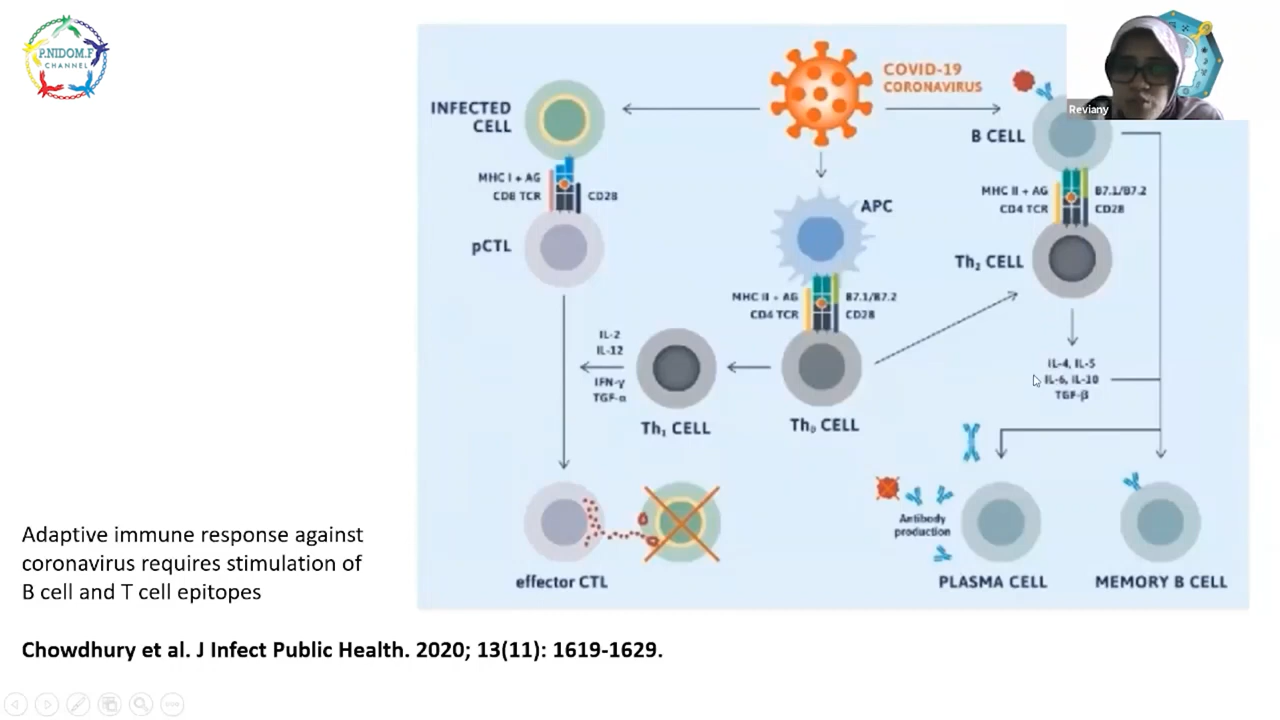 P.NIDOM.F
CHANNEL
COVID-19
CORONAVIRUS
Reviany
INFECTED
CELL
B CELL
MHC I + AG
CD8 TCR
CD28
pCTL
APC
MHC II + AG
CD4 TCR
B7.1/B7.2
CD28
Th₂ CELL
MHC II + AG
CD4 TCR
B7.1/B7.2
CD28
IL-2
IL-12
IFN-γ
TGF-α
Th₁ CELL
Th₀ CELL
IL-4, IL-5
IL-6, IL-10
TGF-β
Antibody
production
effector CTL
PLASMA CELL
MEMORY B CELL
Adaptive immune response against
coronavirus requires stimulation of
B cell and T cell epitopes
Chowdhury et al. J Infect Public Health. 2020; 13(11): 1619-1629.